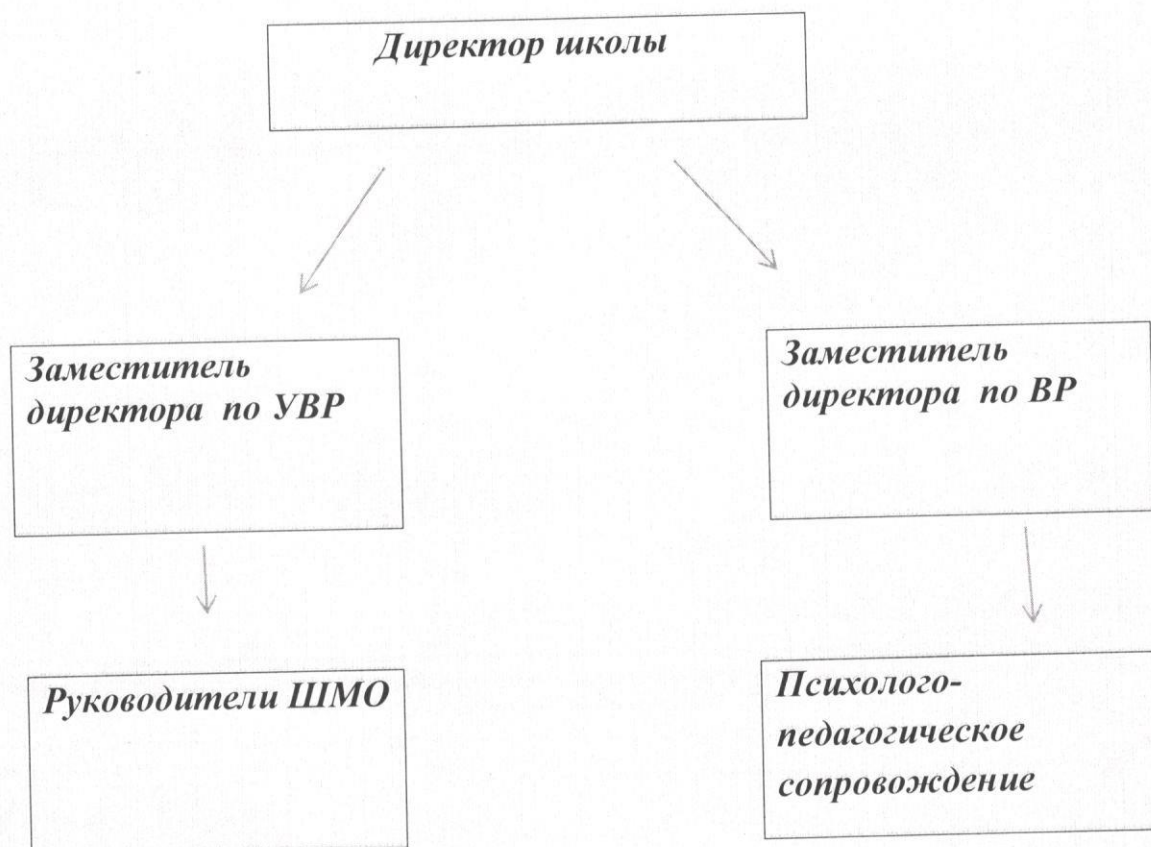 Директор школы
Заместитель
директора по УВР
Заместитель
директора по ВР
Руководители ШМО
Психолого-
педагогическое
сопровождение